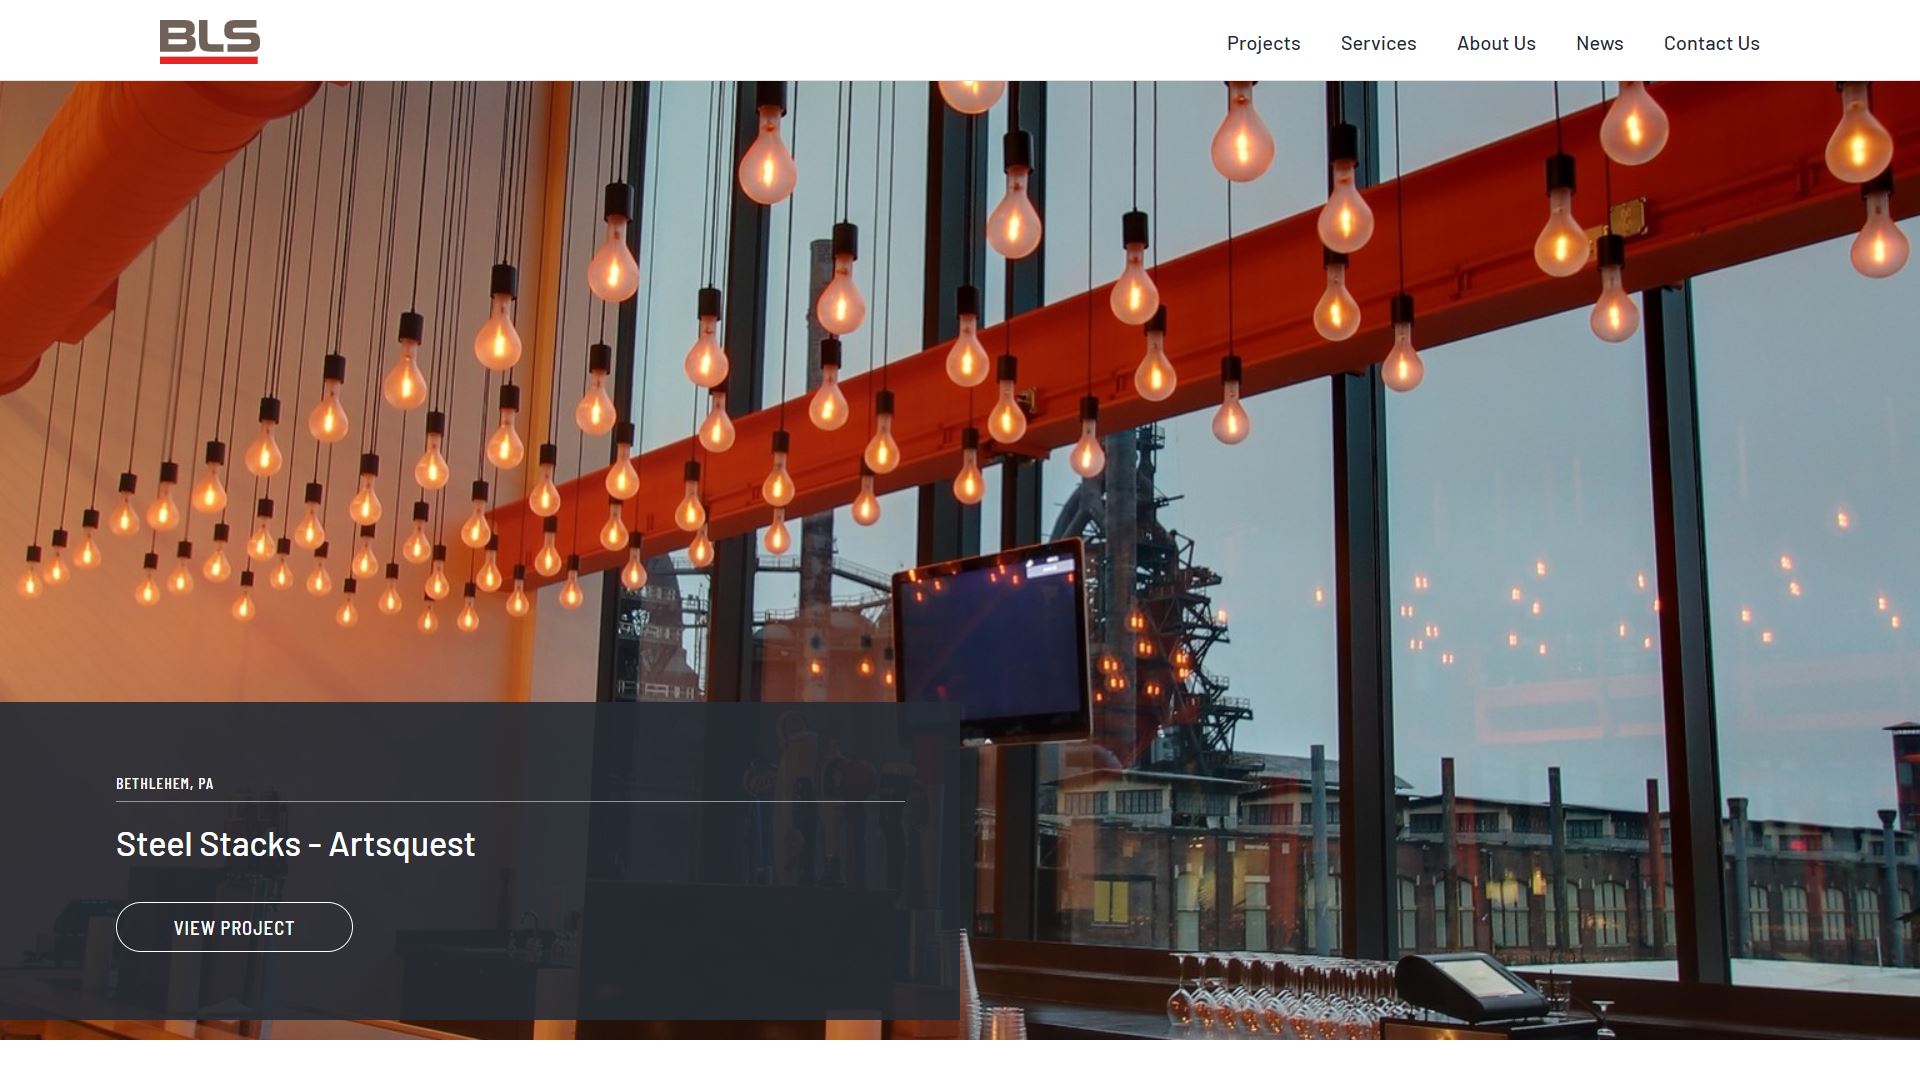 BLS
Projects
Services
About Us
News
Contact Us
BETHLEHEM, PA
Steel Stacks - Artsquest
VIEW PROJECT